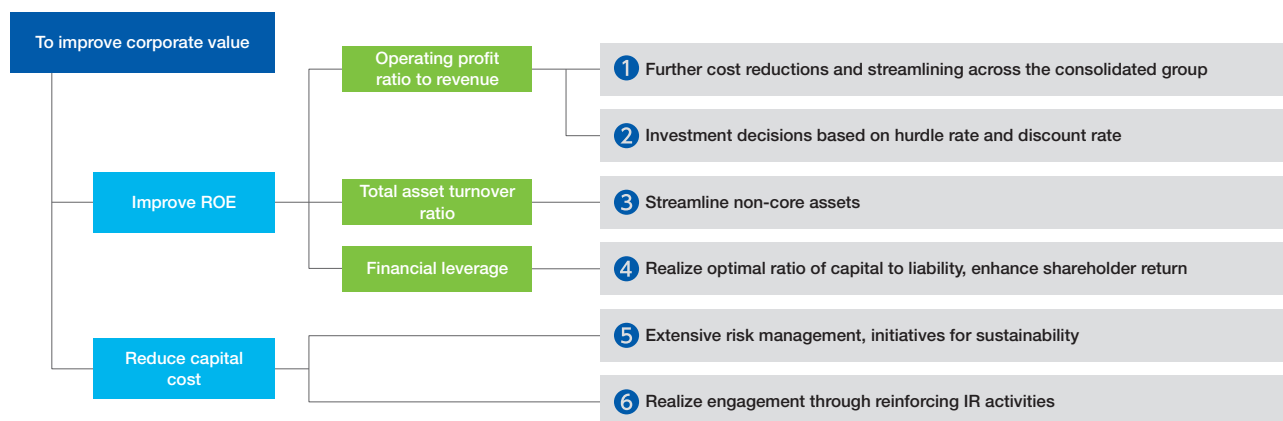 To improve corporate value
Operating profit
ratio to revenue
1 Further cost reductions and streamlining across the consolidated group
2 Investment decisions based on hurdle rate and discount rate
Improve ROE
Total asset turnover
ratio
3 Streamline non-core assets
Financial leverage
4 Realize optimal ratio of capital to liability, enhance shareholder return
Reduce capital
cost
5 Extensive risk management, initiatives for sustainability
6 Realize engagement through reinforcing IR activities